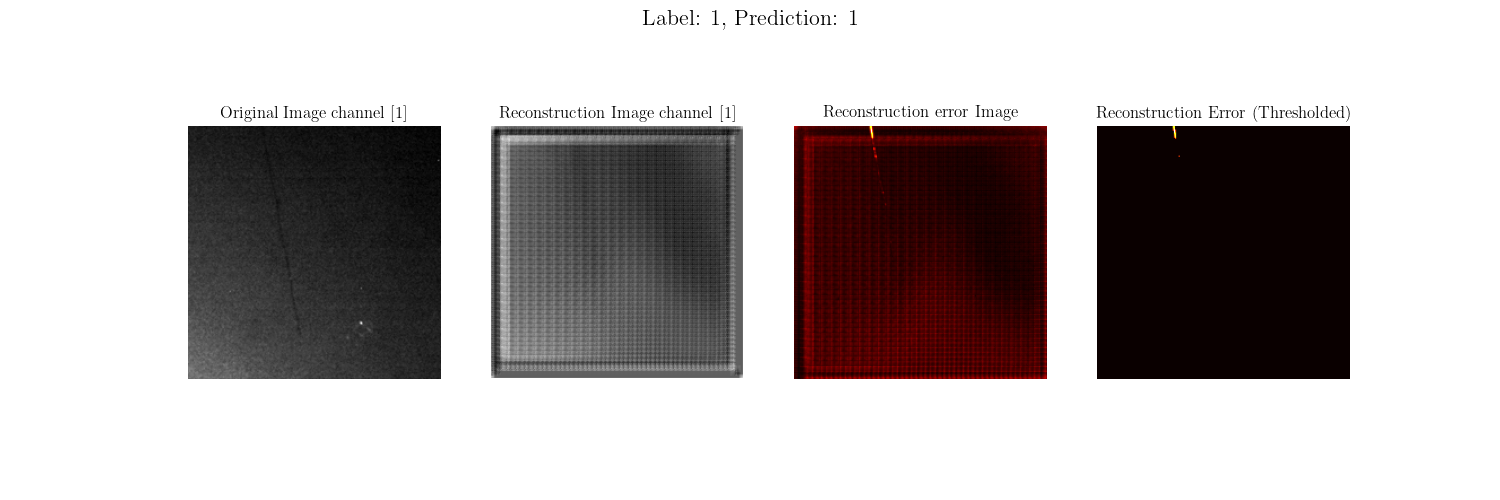 Label: 1, Prediction: 1
Original Image channel [1]
Reconstruction Image channel [1]
Reconstruction error Image
Reconstruction Error (Thresholded)